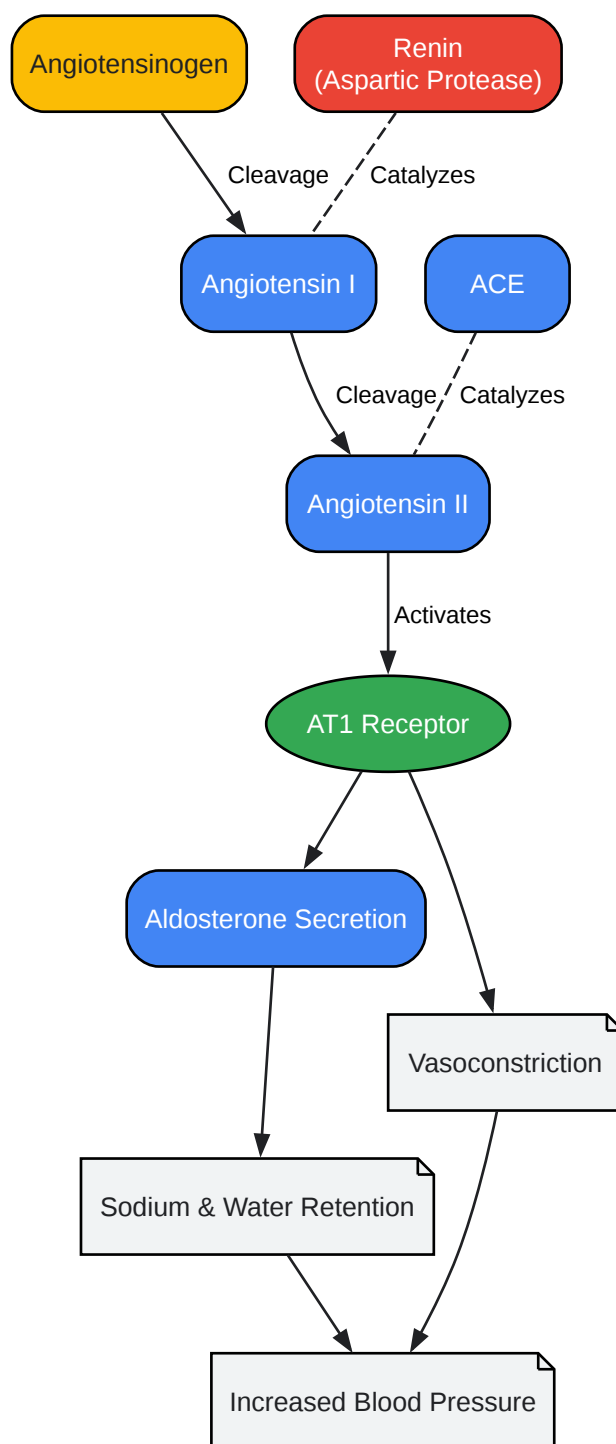 Angiotensinogen
Renin
(Aspartic Protease)
Cleavage
Catalyzes
Angiotensin I
ACE
Cleavage
Catalyzes
Angiotensin II
Activates
AT1 Receptor
Aldosterone Secretion
Vasoconstriction
Sodium & Water Retention
Increased Blood Pressure